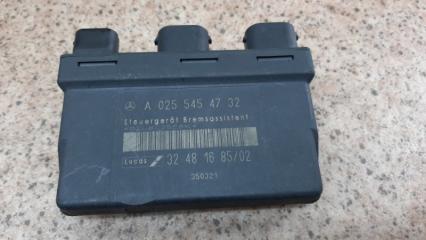 A 025 545 47 32
Steuergerät Bremsassistent
Lucas 32 48 16 85/02
350321